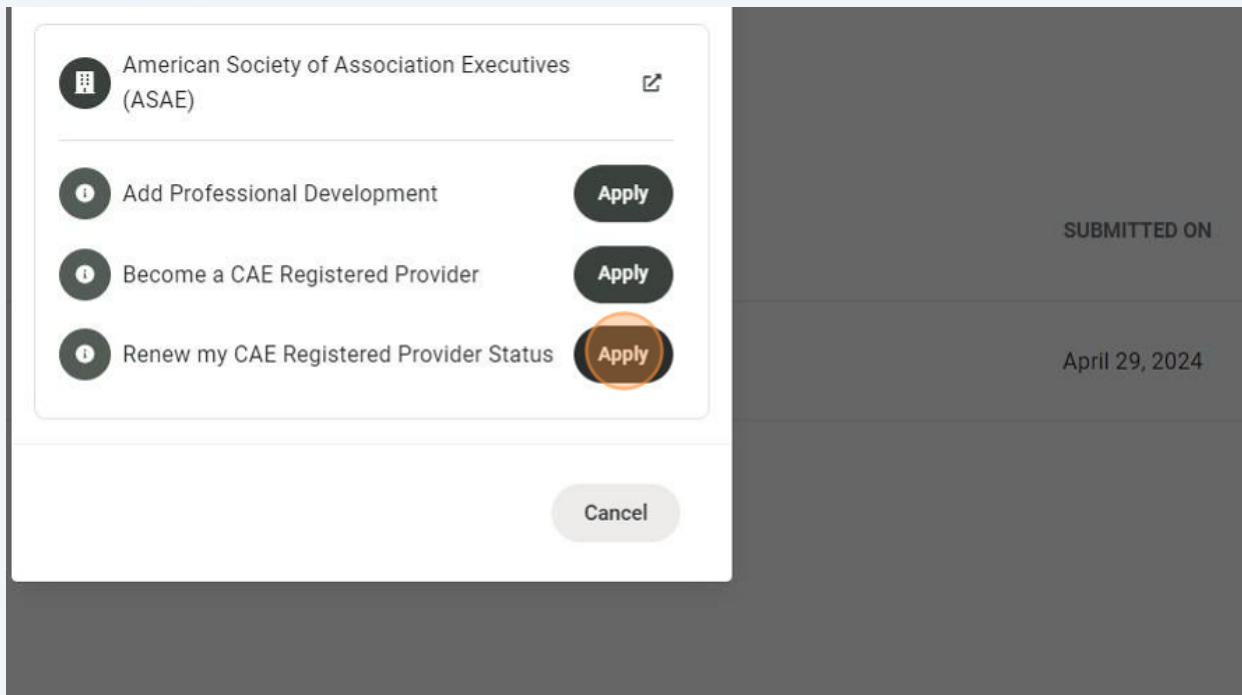 American Society of Association Executives
(ASAE)
Add Professional Development
Apply
Become a CAE Registered Provider
Apply
Renew my CAE Registered Provider Status
Apply
Cancel
SUBMITTED ON
April 29, 2024